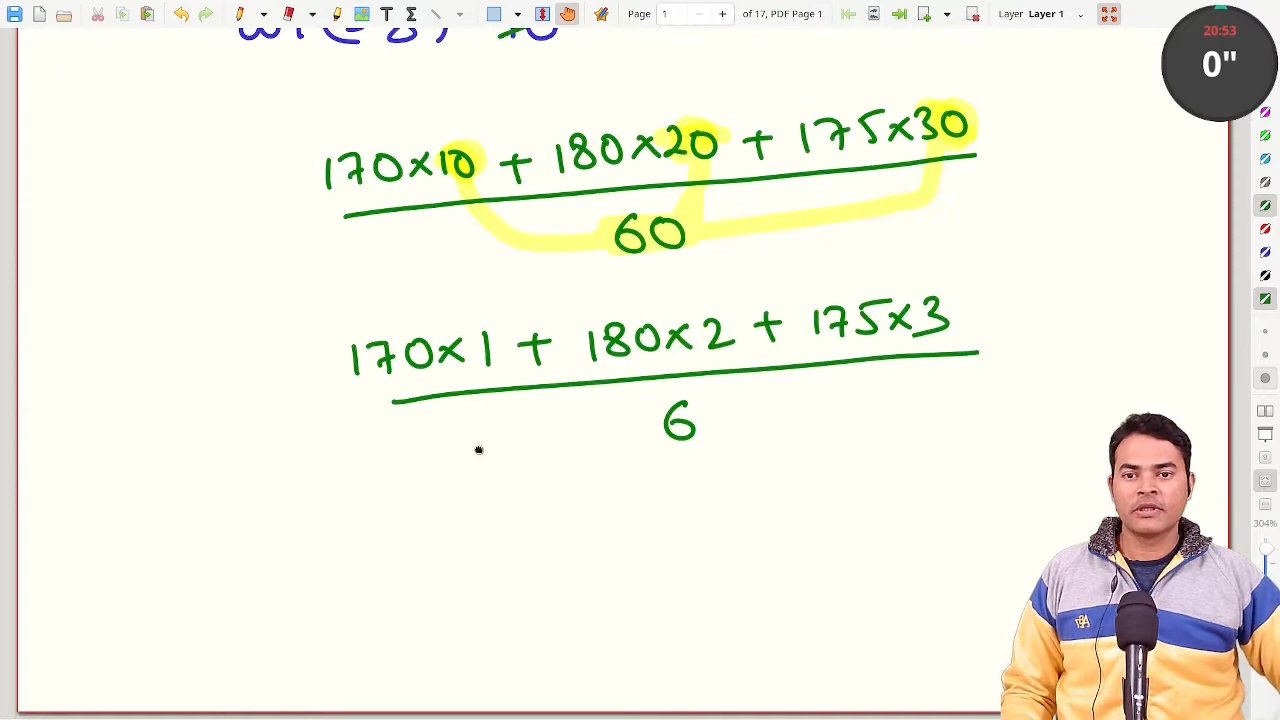 Page 1 of 17 PDF Page 1 Layer Layer 1
20:53
0"
170×10 + 180×20 + 175×30
60
170×1 + 180×2 + 175×3
6
304%